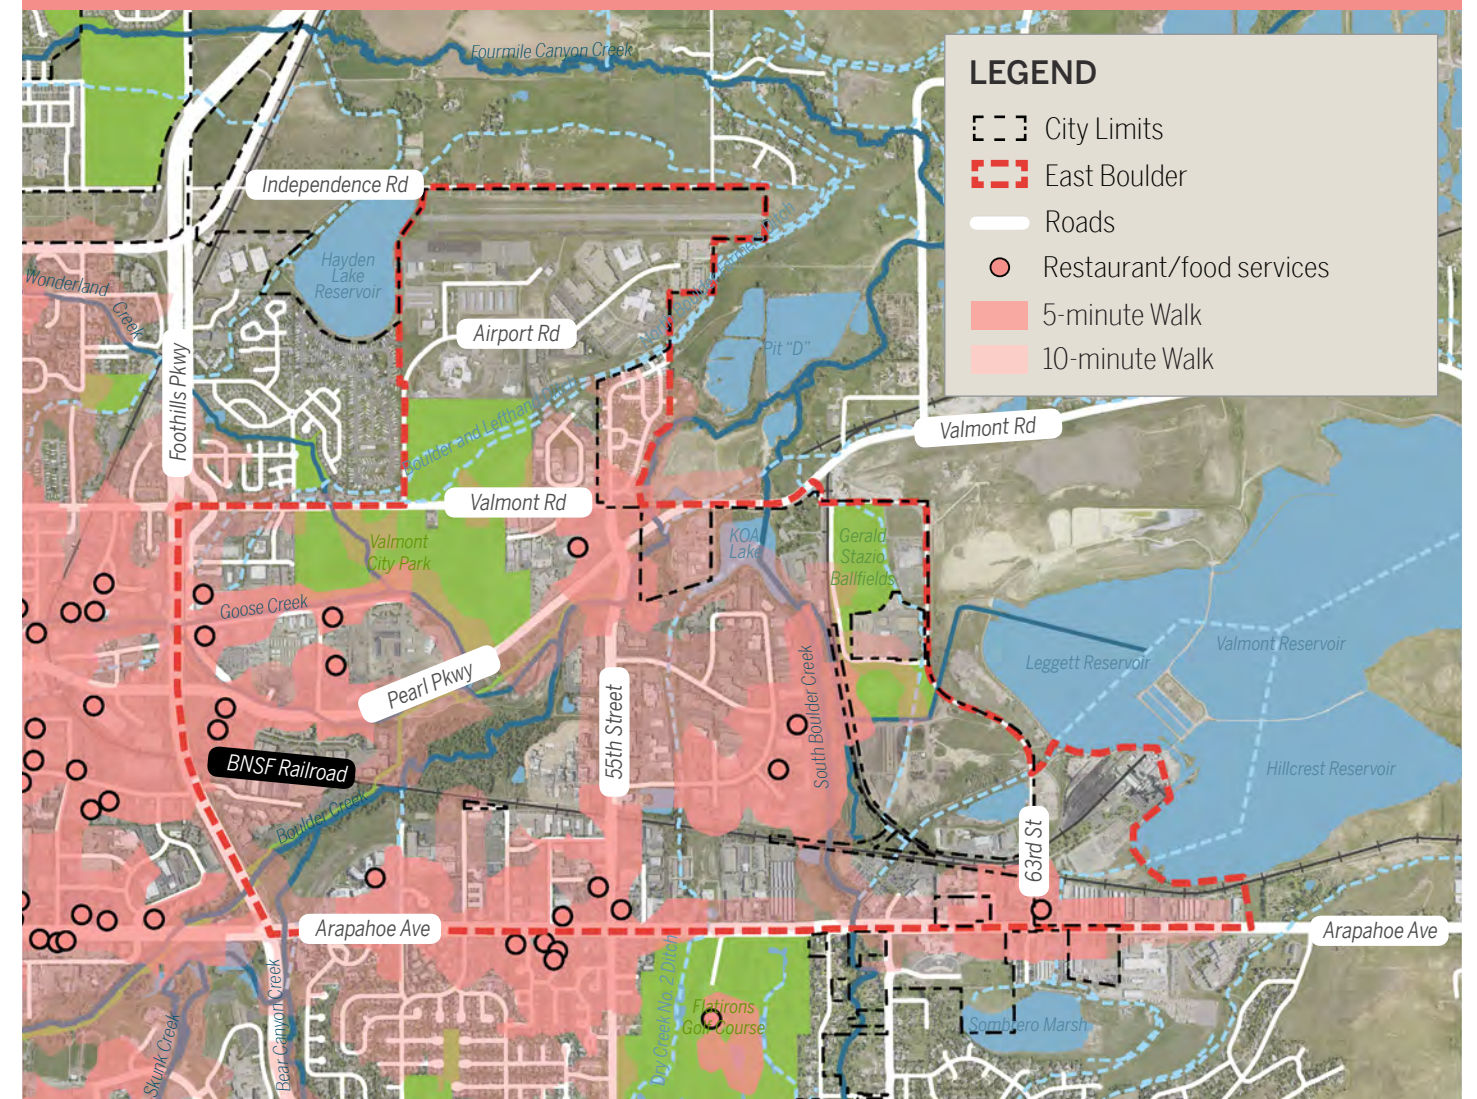 Fourmile Canyon Creek
LEGEND
City Limits
East Boulder
Roads
Restaurant/food services
5-minute Walk
10-minute Walk
Independence Rd
Hayden
Lake
Reservoir
Wonderland Creek
Foothills Pkwy
Airport Rd
Pit "D"
Boulder and Lefthand
Valmont Rd
Valmont Rd
Valmont
City Park
KOA
Lake
Gerald
Stazio
Ballfields
Goose Creek
Pearl Pkwy
55th Street
South Boulder Creek
Leggett Reservoir
Valmont Reservoir
Hillcrest Reservoir
BNSF Railroad
Boulder Creek
63rd St
Arapahoe Ave
Arapahoe Ave
Skunk Creek
Bear Canyon Creek
Dry Creek No. 2 Ditch
Flatirons
Golf Course
Sombrero Marsh